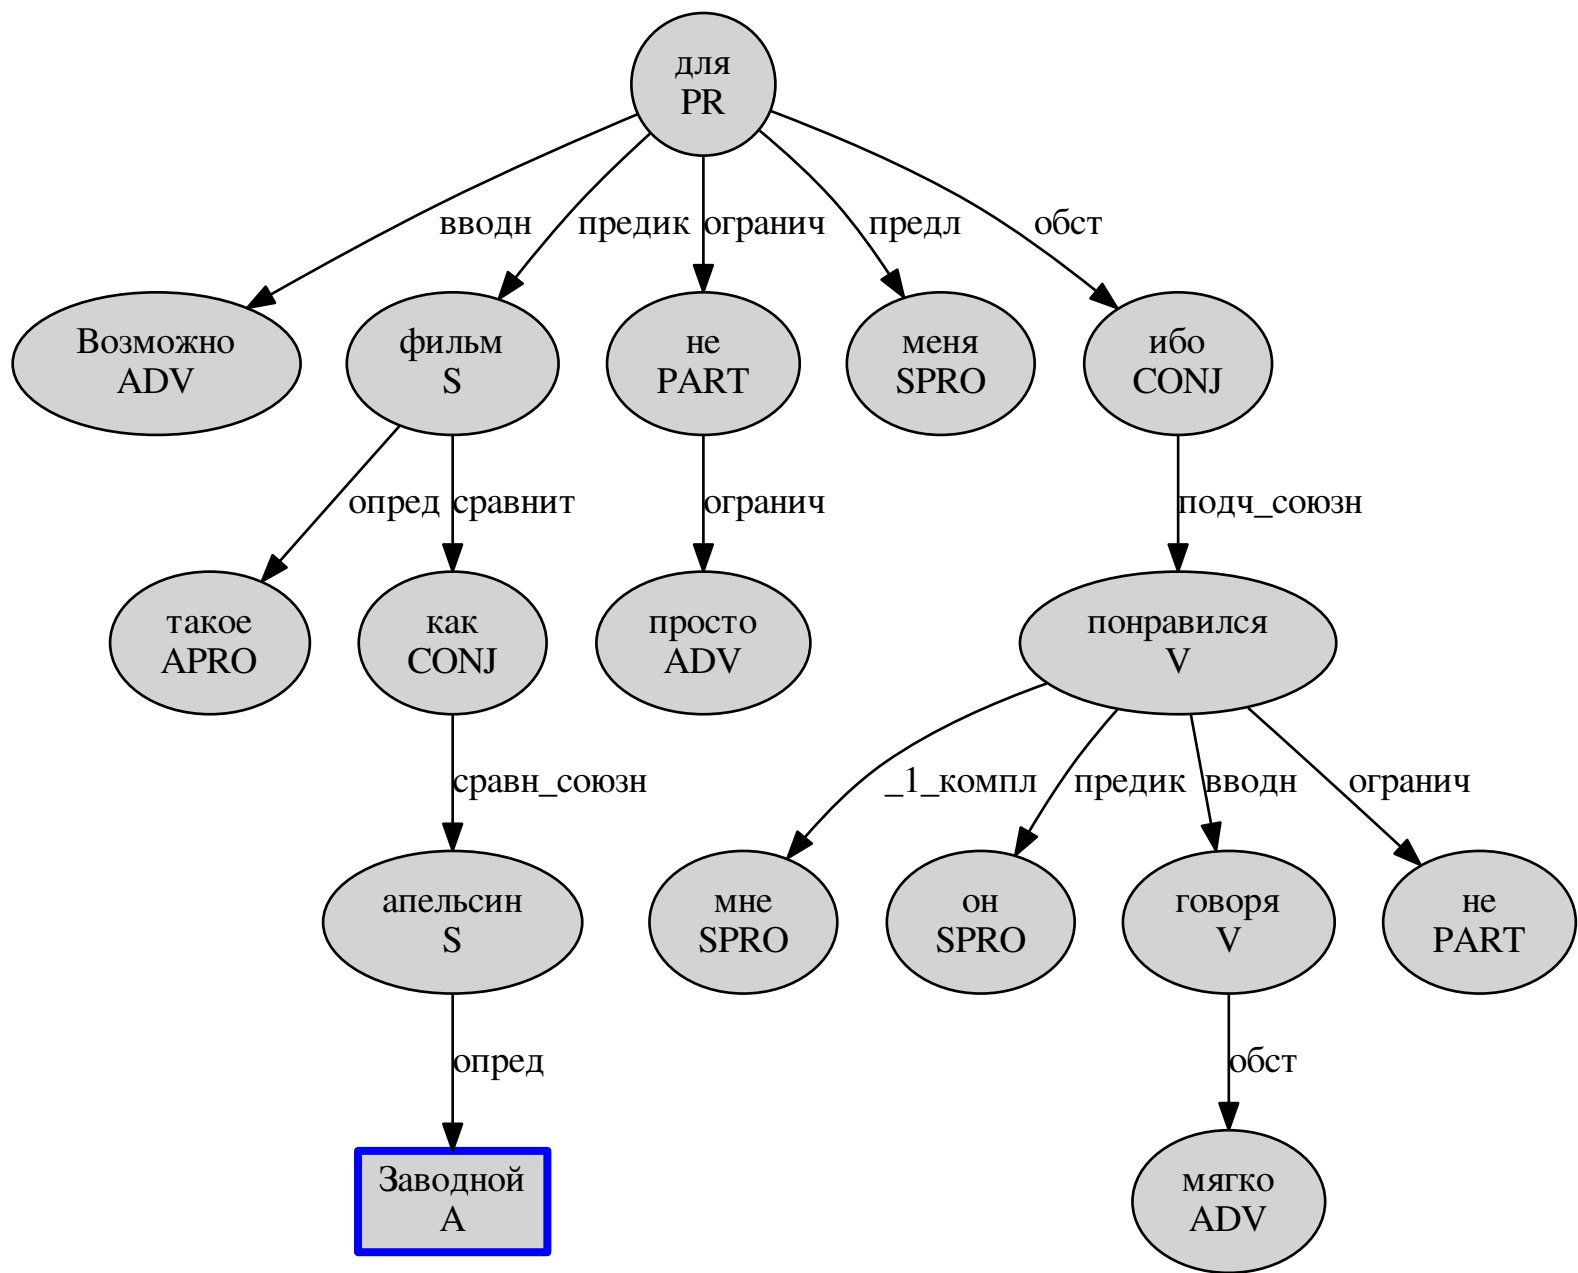 для
PR
вводн
предик
огранич
предл
обст
Возможно
ADV
фильм
S
не
PART
меня
SPRO
ибо
CONJ
опред
сравнит
огранич
подч_союзн
такое
APRO
как
CONJ
просто
ADV
понравился
V
сравн_союзн
_1_компл
предик
вводн
огранич
апельсин
S
мне
SPRO
он
SPRO
говоря
V
не
PART
опред
обст
Заводной
A
мягко
ADV